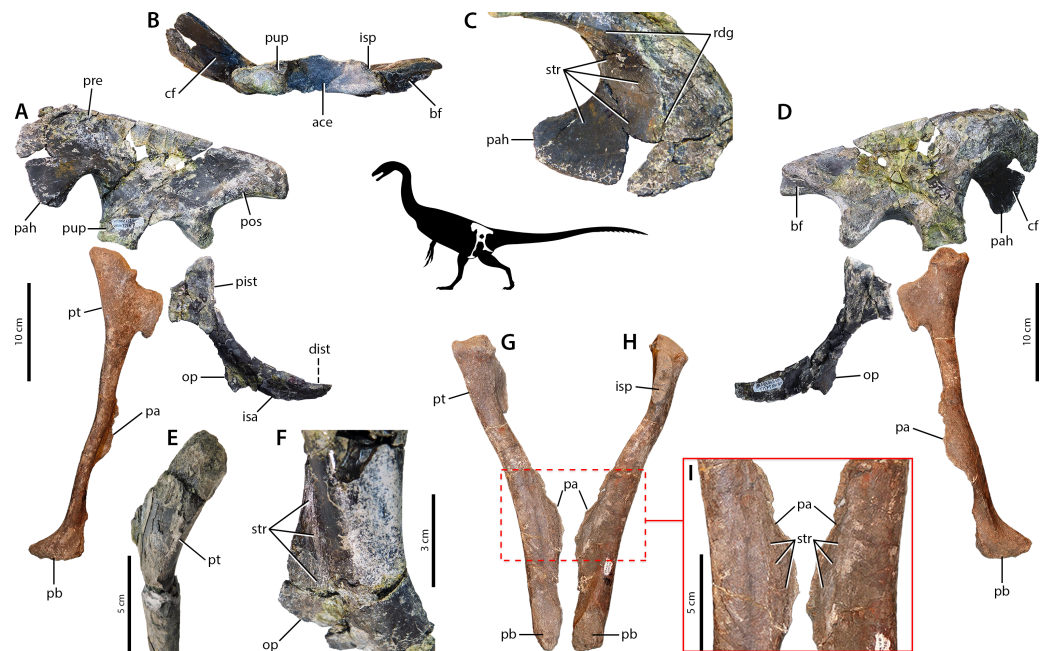 A
pre
pah
pup
pos
10 cm
pt
pa
pb
pist
dist
op
isa
B
pup
isp
cf
ace
bf
C
rdg
str
pah
D
bf
cf
pah
10 cm
op
pa
pb
E
pt
5 cm
F
str
op
3 cm
G
H
pt
isp
pa
pb
pb
I
pa
str
5 cm